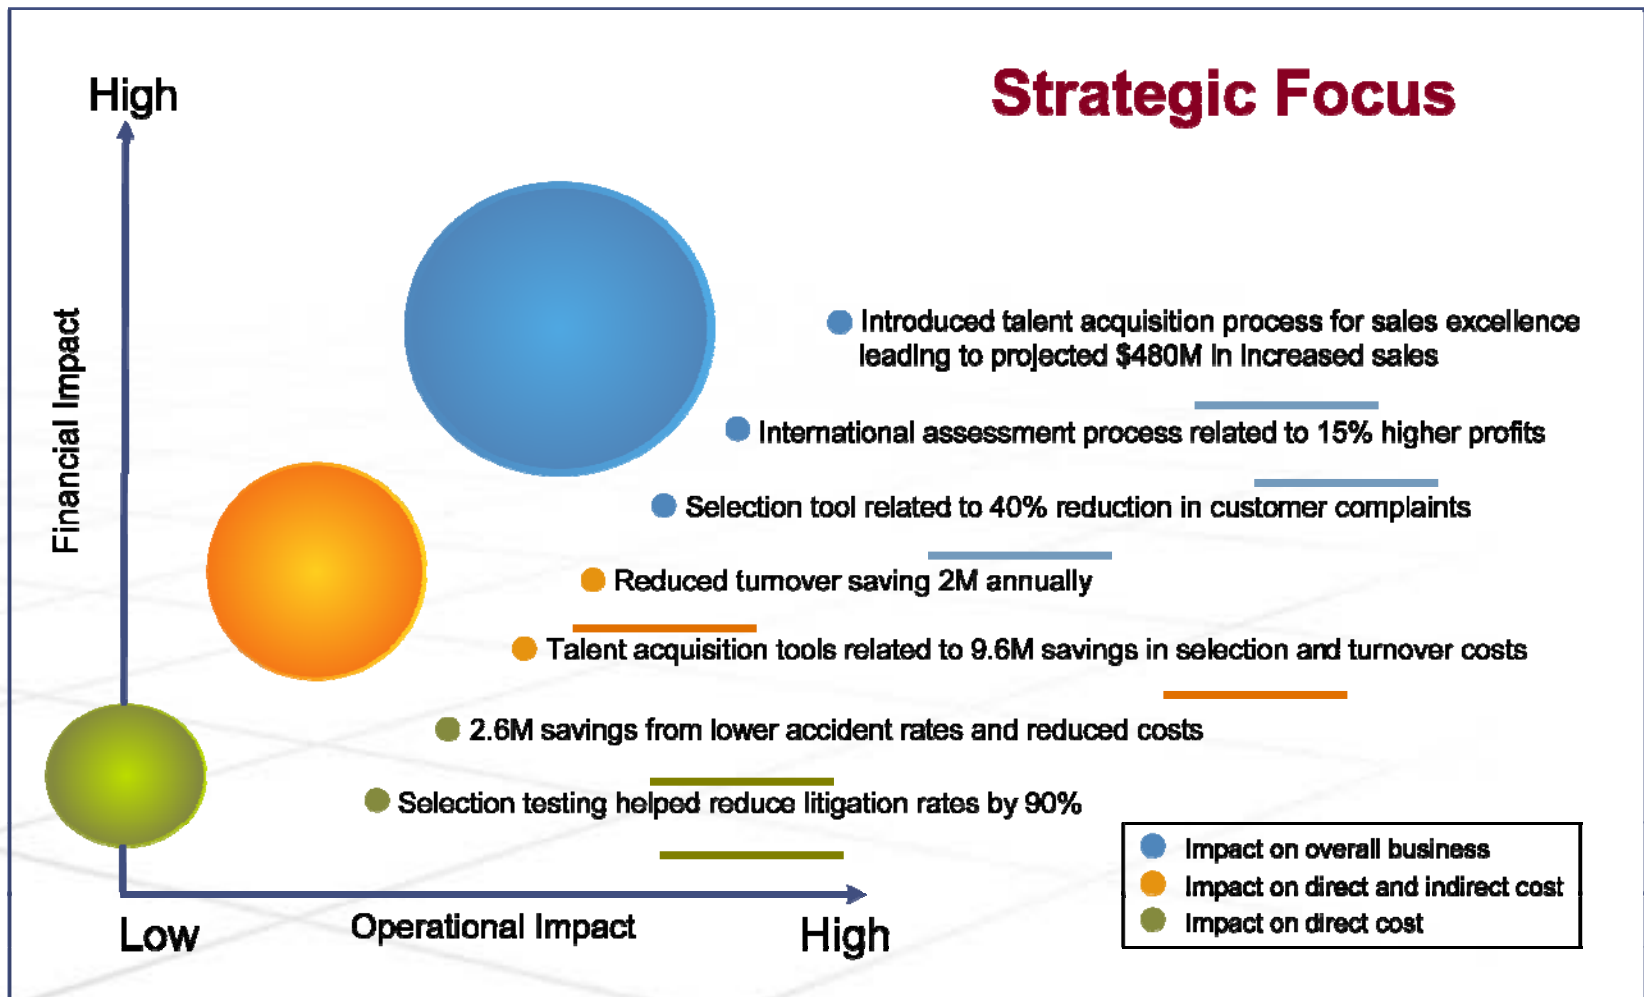 Strategic Focus
High
Financial Impact
Introduced talent acquisition process for sales excellence
leading to projected $480M in increased sales
International assessment process related to 15% higher profits
Selection tool related to 40% reduction in customer complaints
Reduced turnover saving 2M annually
Talent acquisition tools related to 9.6M savings in selection and turnover costs
2.6M savings from lower accident rates and reduced costs
Selection testing helped reduce litigation rates by 90%
Impact on overall business
Impact on direct and indirect cost
Impact on direct cost
Low
Operational Impact
High